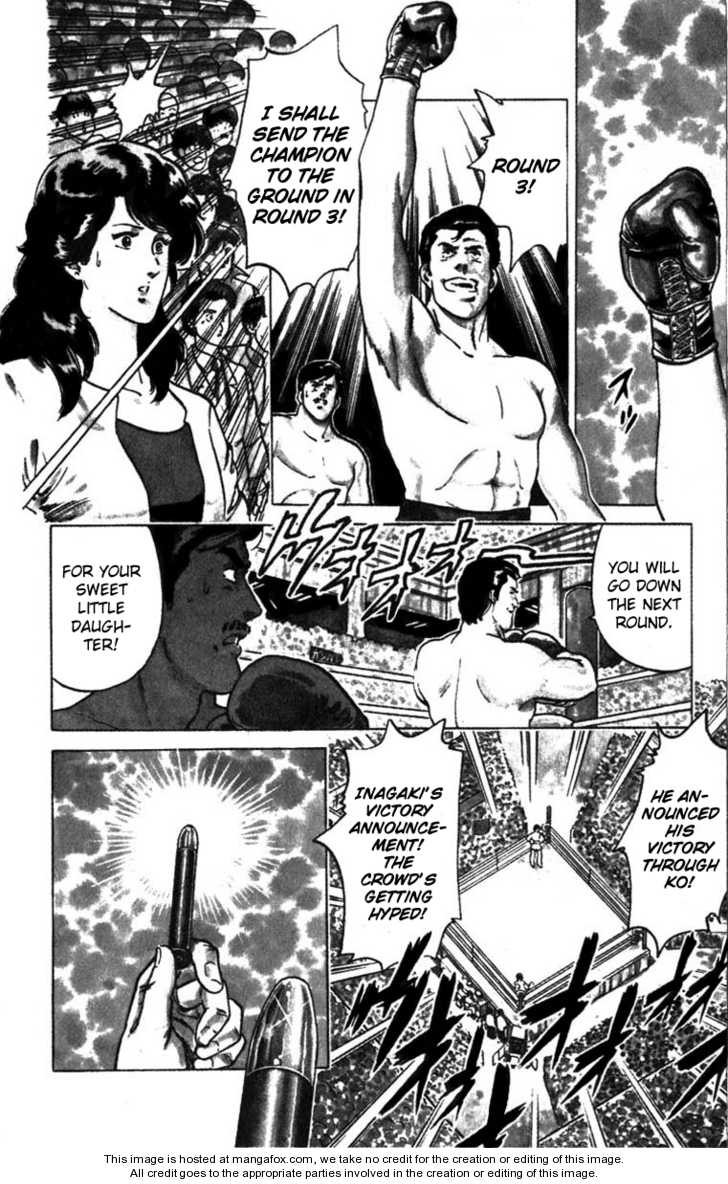 ROUND
3!
I SHALL
SEND THE
CHAMPION
TO THE
GROUND IN
ROUND 3!
YOU WILL
GO DOWN
THE NEXT
ROUND.
FOR YOUR
SWEET
LITTLE
DAUGH-
TER!
HE AN-
NOUNCED
HIS
VICTORY
THROUGH
KO!
INAGAKI'S
VICTORY
ANNOUNCE-
MENT!
THE
CROWD'S
GETTING
HYPED!
This image is hosted at mangafox.com, we take no credit for the creation or editing of this image.
All credit goes to the appropriate parties involved in the creation or editing of this image.